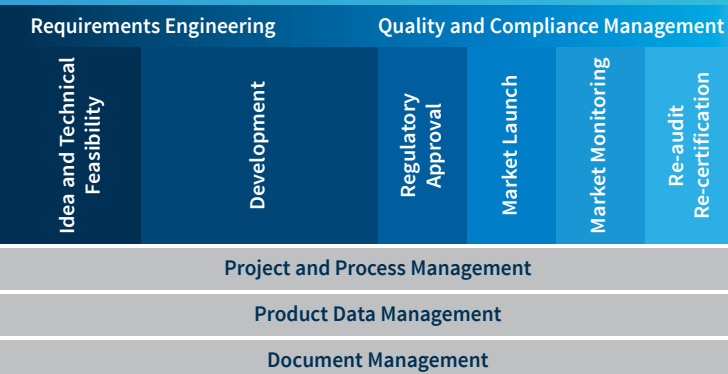 Requirements Engineering
Quality and Compliance Management
Idea and Technical
Feasibility
Development
Regulatory
Approval
Market Launch
Market Monitoring
Re-audit
Re-certification
Project and Process Management
Product Data Management
Document Management